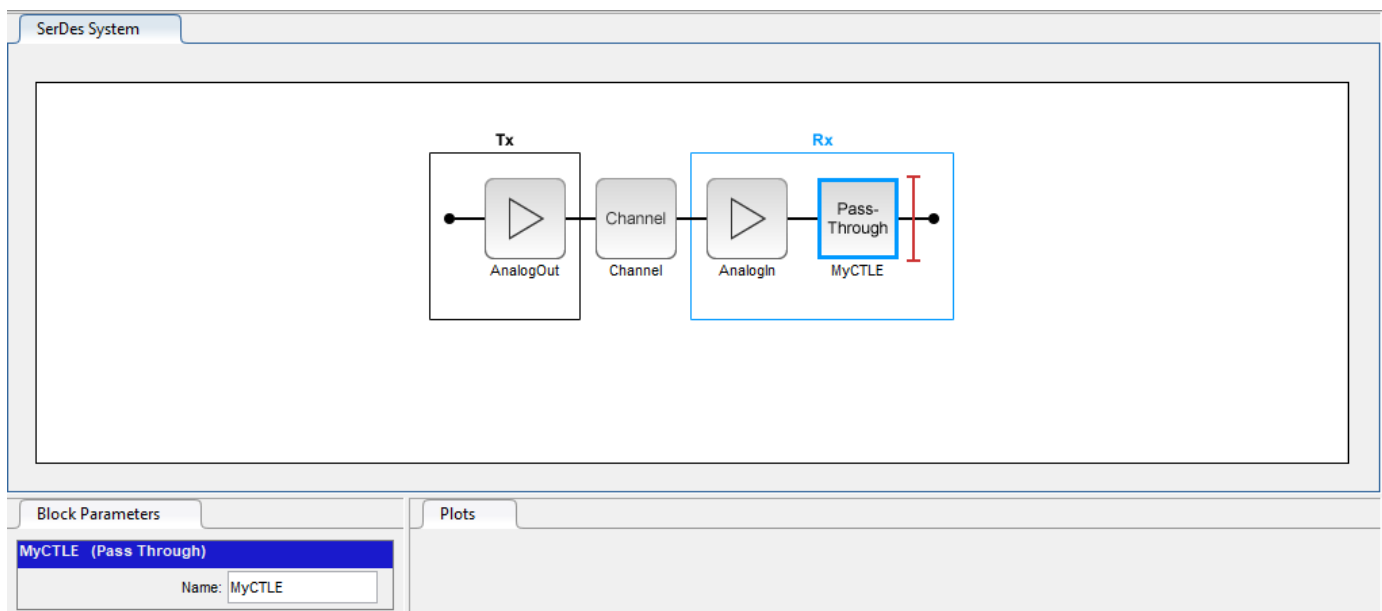 SerDes System
Tx
Rx
Channel
Pass-
Through
AnalogOut
Channel
AnalogIn
MyCTLE
Block Parameters
Plots
MyCTLE (Pass Through)
Name: MyCTLE